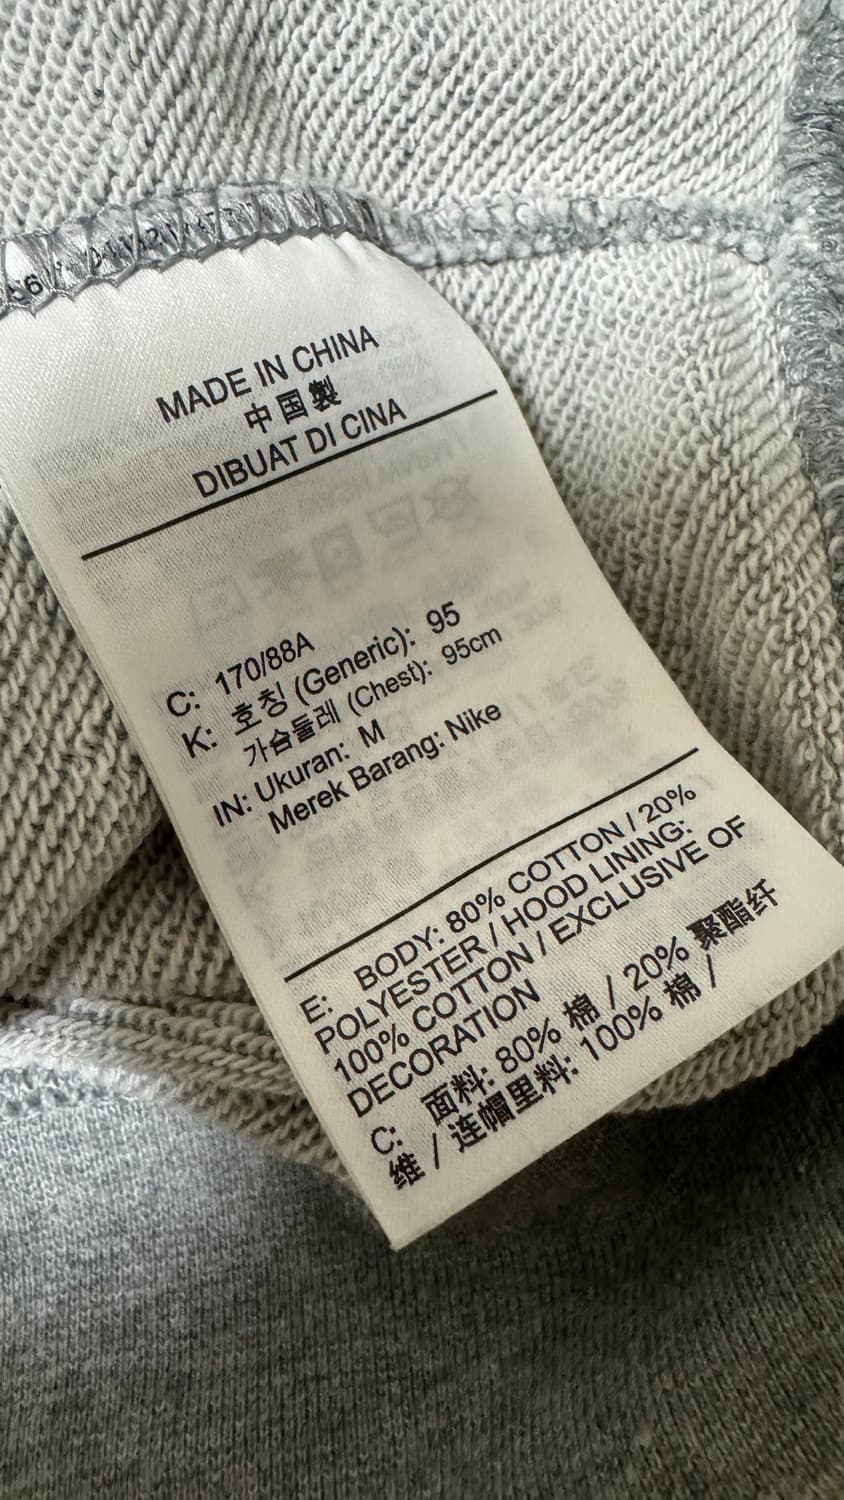 MADE IN CHINA
中国製
DIBUAT DI CINA
C: 170/88A
K: 호칭 (Generic): 95
가슴둘레 (Chest): 95cm
IN: Ukuran: M
Merek Barang: Nike
E: BODY: 80% COTTON / 20%
POLYESTER / HOOD LINING:
100% COTTON / EXCLUSIVE OF
DECORATION
C: 面料: 80% 棉 / 20% 聚酯纤
维 / 连帽里料: 100% 棉 /